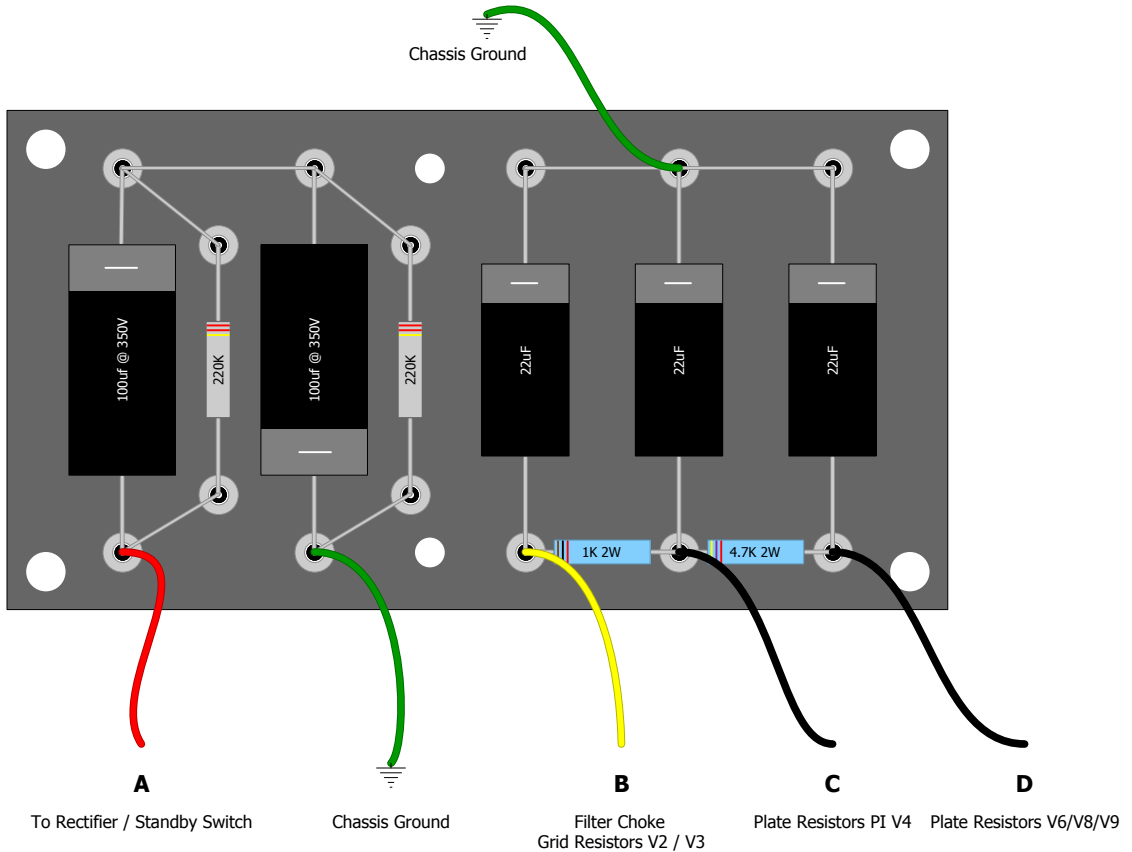 Chassis Ground
100uf @ 350V
220K
100uf @ 350V
220K
22uF
22uF
22uF
1K 2W
4.7K 2W
A
B
C
D
To Rectifier / Standby Switch
Chassis Ground
Filter Choke
Grid Resistors V2 / V3
Plate Resistors PI V4
Plate Resistors V6/V8/V9